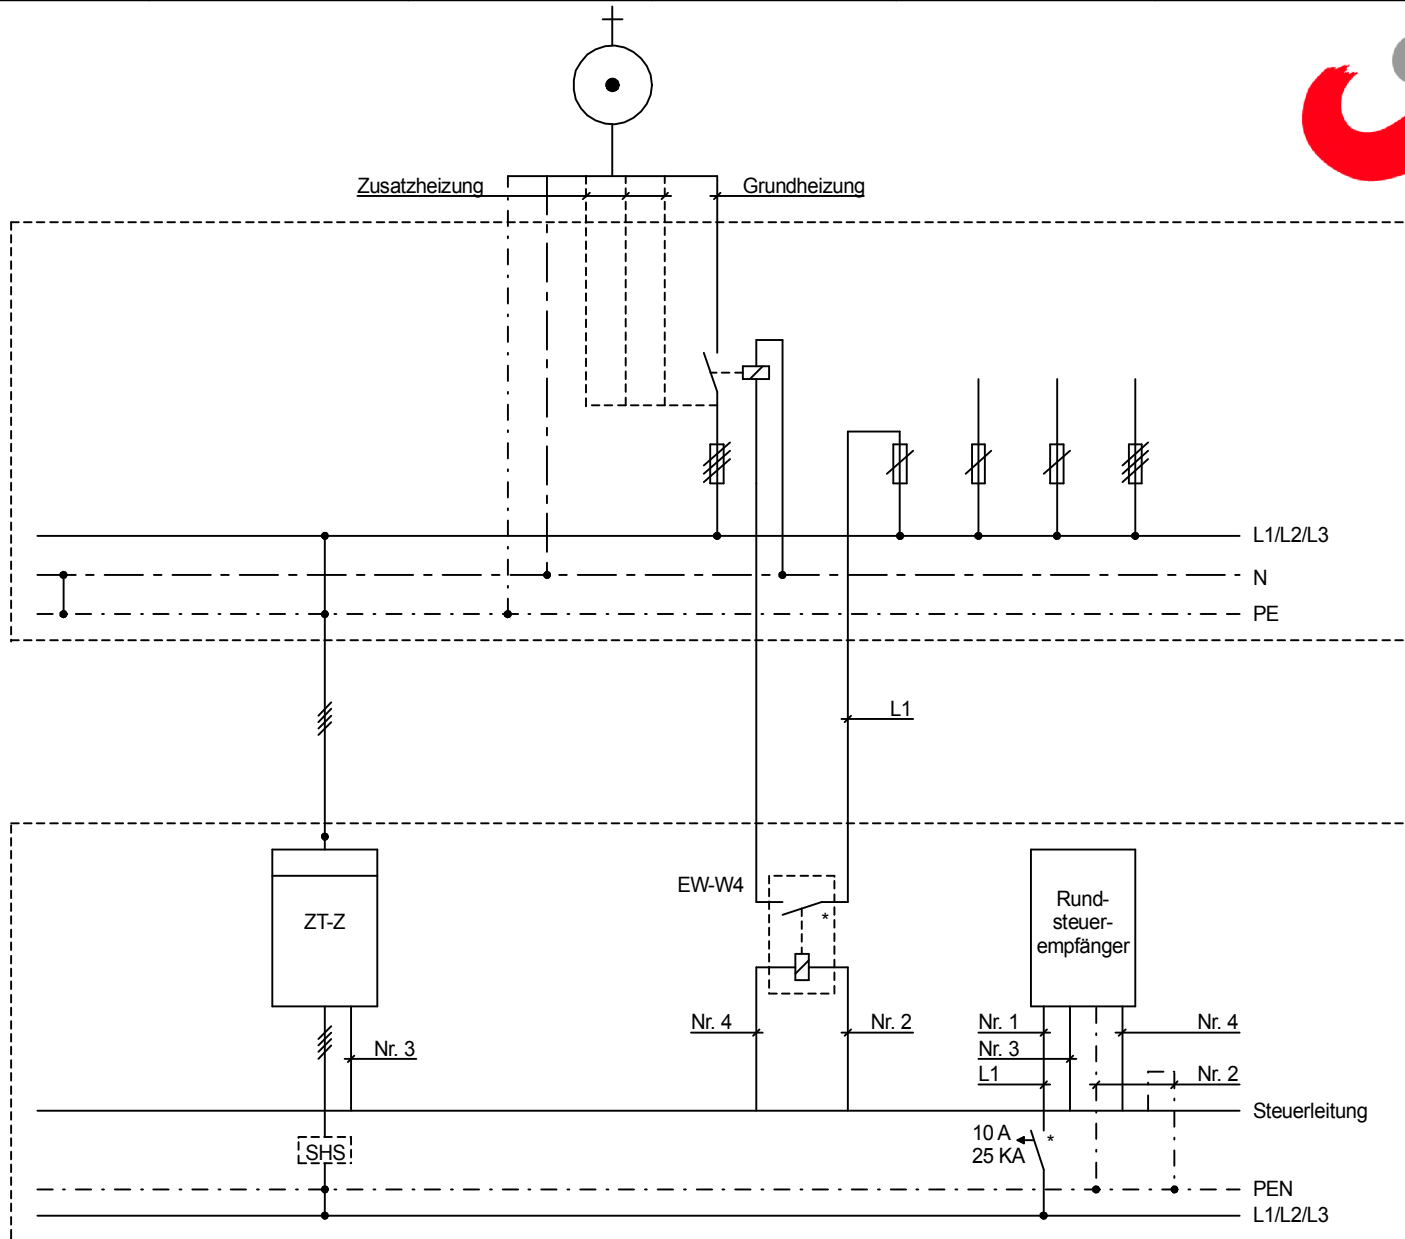 Zusatzheizung
Grundheizung
L1/L2/L3
N
PE
L1
EW-W4
*
ZT-Z
Rund-
steuer-
empfänger
Nr. 4
Nr. 2
Nr. 1
Nr. 4
Nr. 3
Nr. 3
L1
Nr. 2
Steuerleitung
10 A
*
25 KA
SHS
PEN
L1/L2/L3